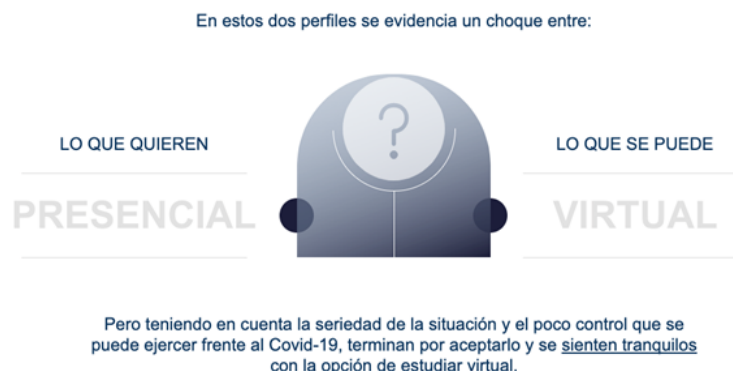 En estos dos perfiles se evidencia un choque entre:
?
LO QUE QUIEREN
LO QUE SE PUEDE
PRESENCIAL
VIRTUAL
Pero teniendo en cuenta la seriedad de la situación y el poco control que se
puede ejercer frente al Covid-19, terminan por aceptarlo y se sienten tranquilos
con la opción de estudiar virtual.